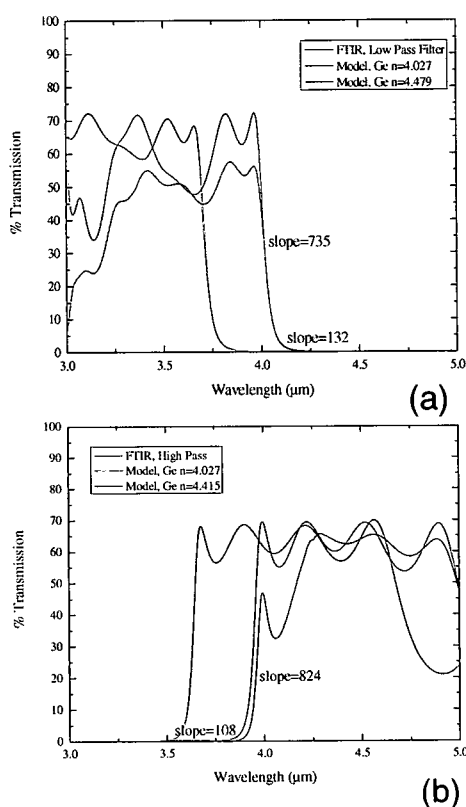 FTIR, Low Pass Filter
Model, Ge n=4.027
Model, Ge n=4.479
100
90
80
70
60
50
40
30
20
10
0
% Transmission
slope=735
slope=132
3.0
3.5
4.0
4.5
5.0
Wavelength (µm)
(a)
FTIR, High Pass
Model, Ge n=4.027
Model, Ge n=4.415
100
90
80
70
60
50
40
30
20
10
0
% Transmission
slope=824
slope=108
3.0
3.5
4.0
4.5
5.0
Wavelength (µm)
(b)